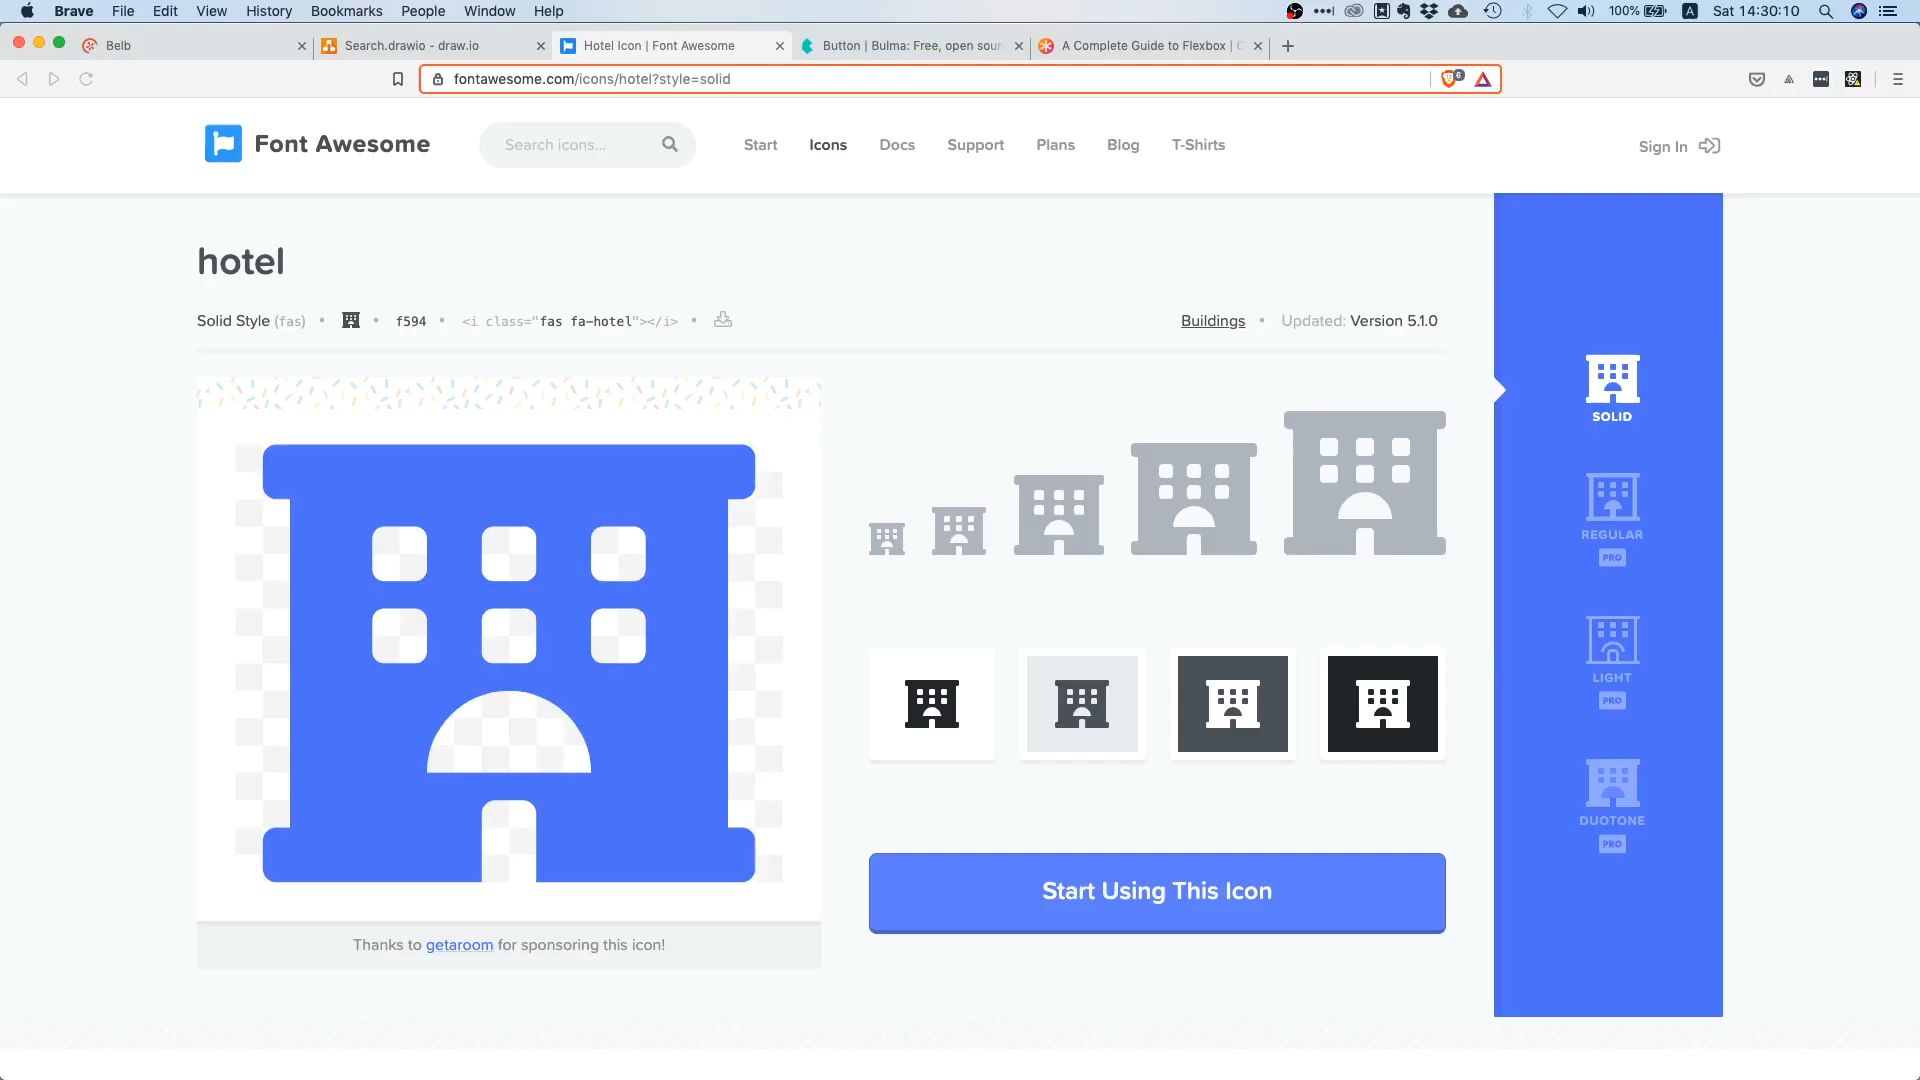 Brave File Edit View History Bookmarks People Window Help 100% A Sat 14:30:10
Belb Search.drawio - draw.io Hotel Icon | Font Awesome Button | Bulma: Free, open sour A Complete Guide to Flexbox | C
fontawesome.com/icons/hotel?style=solid 6
Font Awesome Search icons... Start Icons Docs Support Plans Blog T-Shirts Sign In
hotel
Solid Style (fas) • • f594 • <i class="fas fa-hotel"></i> • Buildings • Updated: Version 5.1.0
SOLID
REGULAR
PRO
LIGHT
PRO
DUOTONE
PRO
Start Using This Icon
Thanks to getaroom for sponsoring this icon!